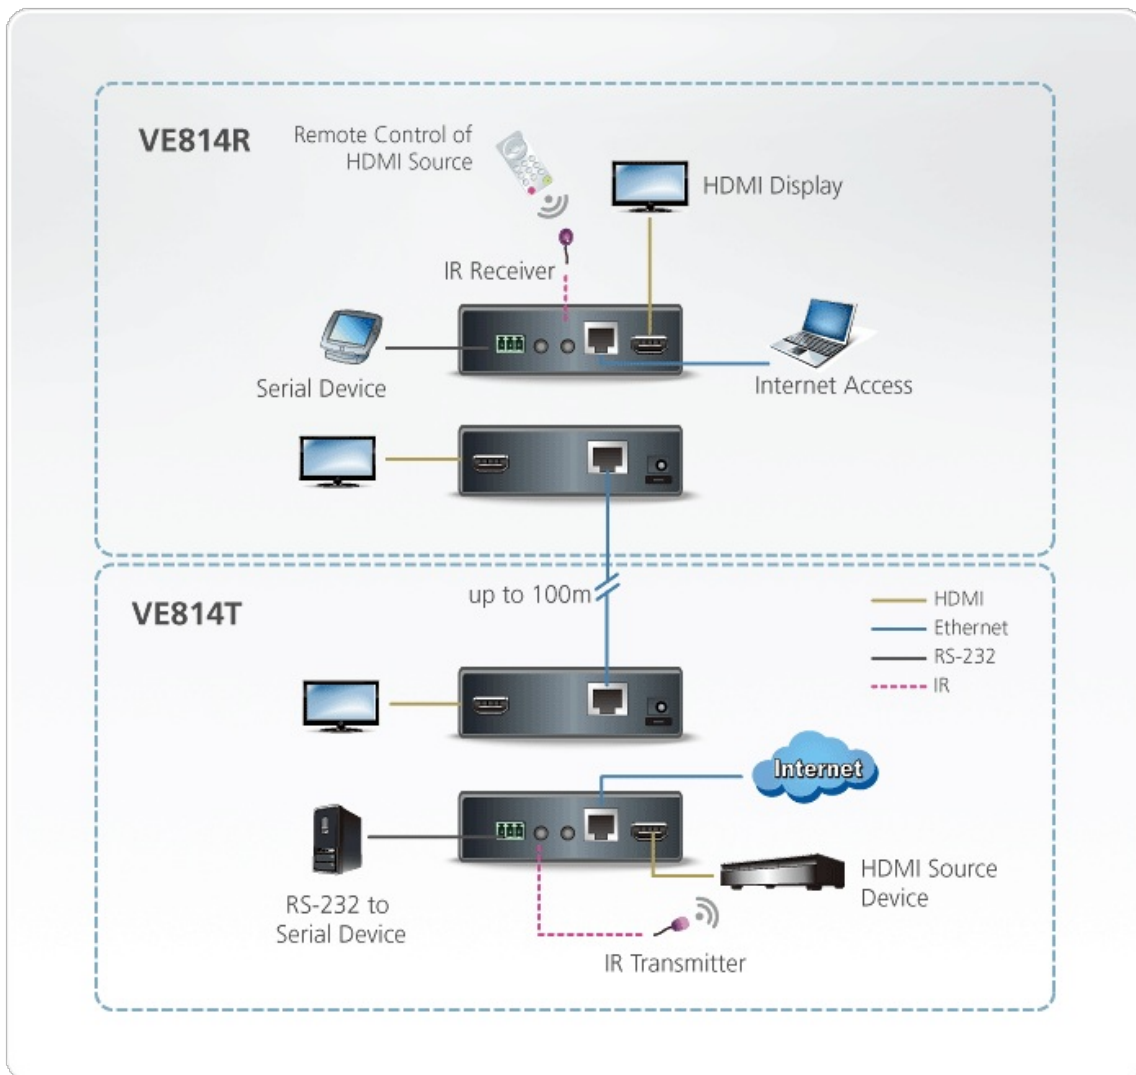 VE814R
Remote Control of
HDMI Source
HDMI Display
IR Receiver
Serial Device
Internet Access
up to 100m
VE814T
HDMI
Ethernet
RS-232
IR
Internet
RS-232 to
Serial Device
HDMI Source
Device
IR Transmitter